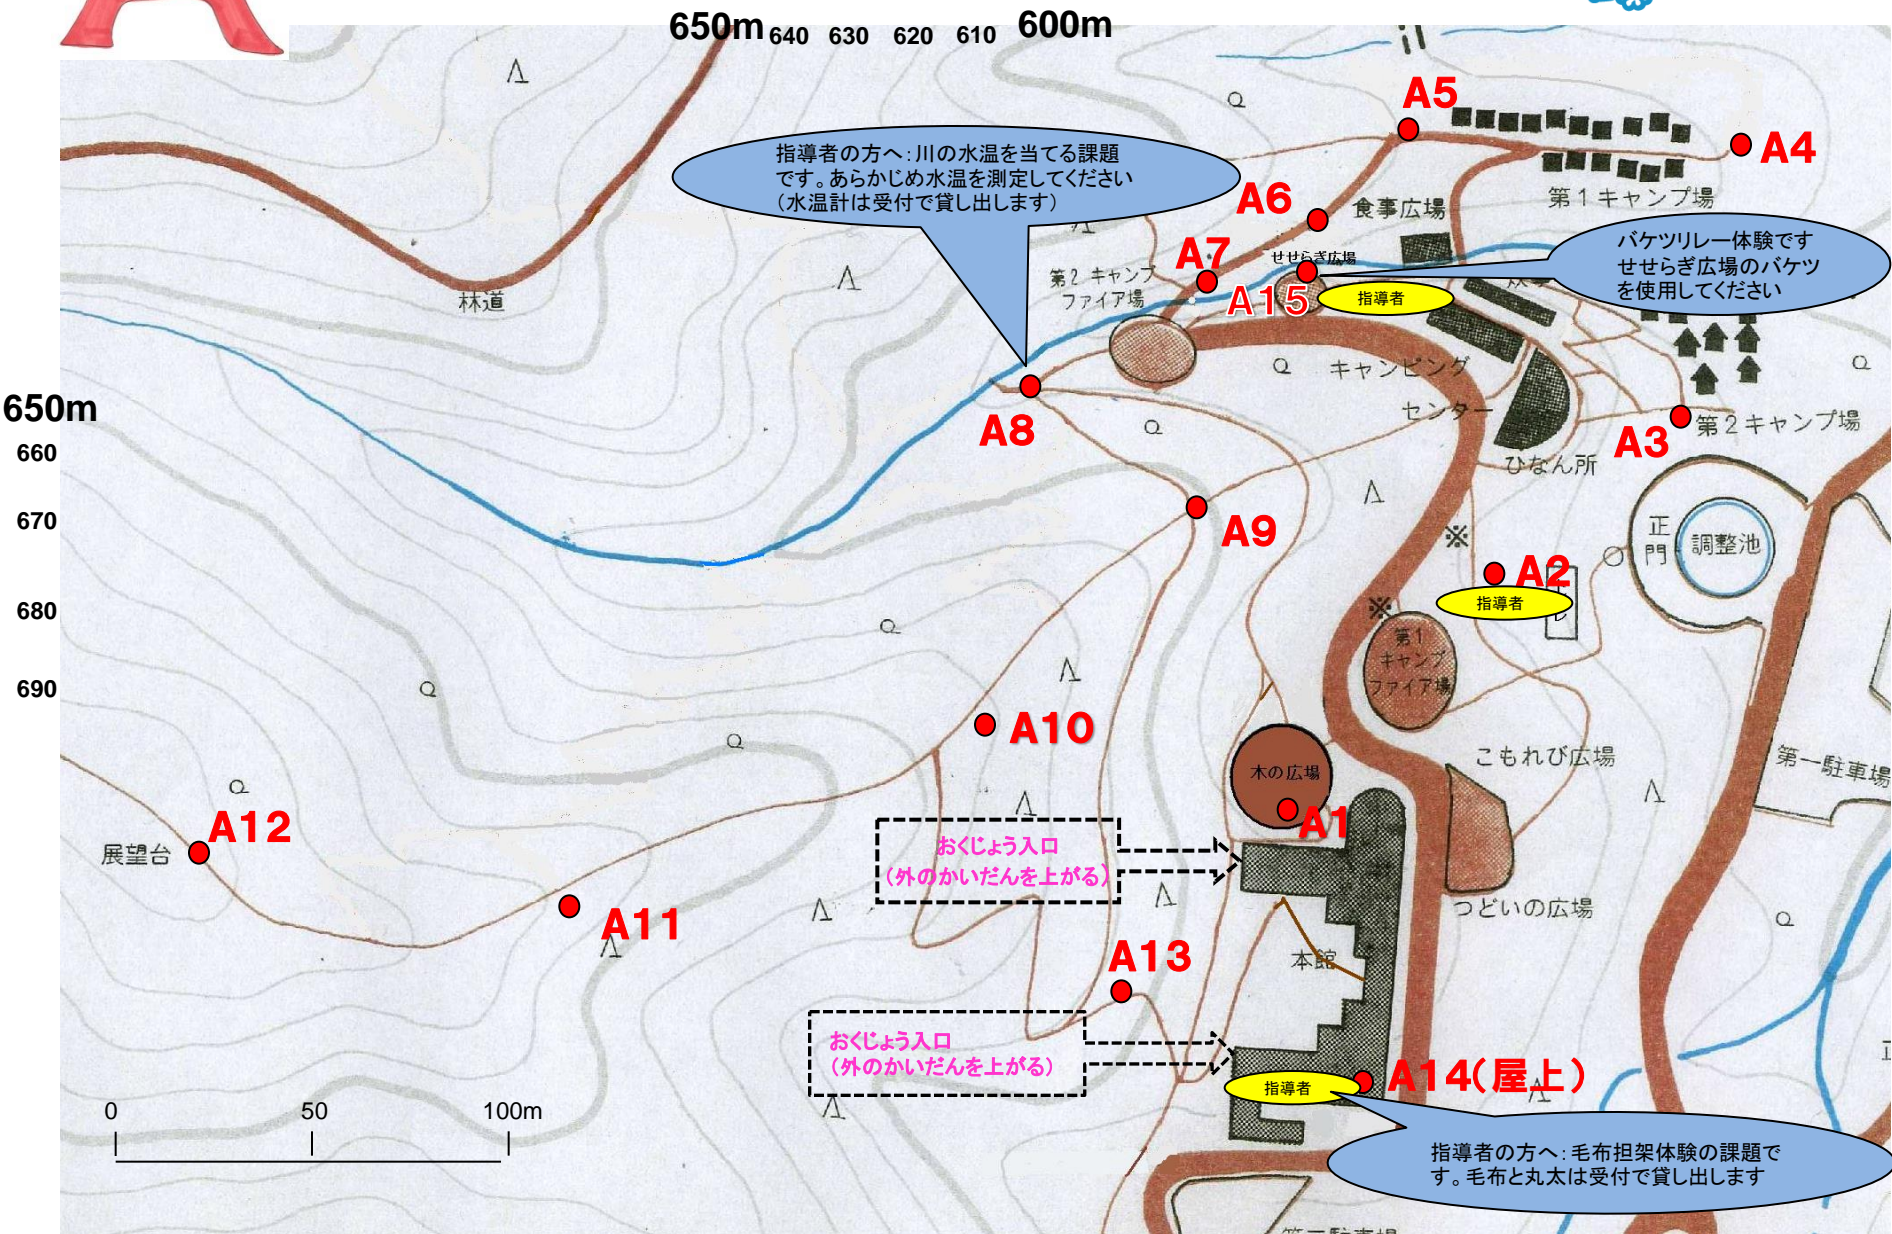 650m 640 630 620 610 600m
A5
A4
指導者の方へ：川の水温を当てる課題
です。あらかじめ水温を測定してください
（水温計は受付で貸し出します）
A6
食事広場
第1キャンプ場
バケツリレー体験です
せせらぎ広場のバケツ
を使用してください
A7
せせらぎ広場
第2キャンプ
ファイア場
A15
指導者
林道
キャンピング
センター
650m
A8
A3
第2キャンプ場
660
ひなん所
670
A9
正門
調整池
※
A2
指導者
680
※
第1
キャンプ
ファイア場
690
A10
こもれび広場
第一駐車場
木の広場
A1
A12
展望台
おくじょう入口
（外のかいだんを上がる）
A11
つどいの広場
A13
本館
おくじょう入口
（外のかいだんを上がる）
A14（屋上）
指導者
0 50 100m
指導者の方へ：毛布担架体験の課題で
す。毛布と丸太は受付で貸し出します